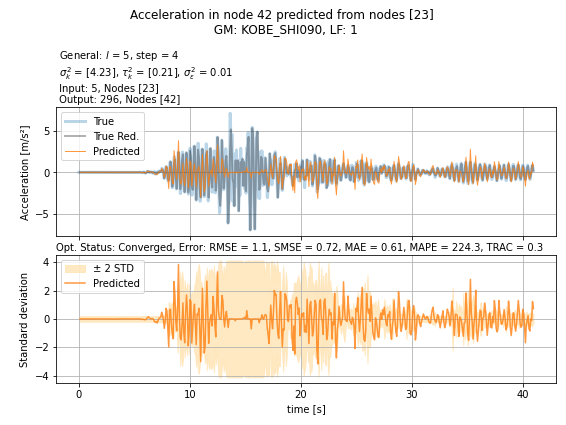 Acceleration in node 42 predicted from nodes [23]
GM: KOBE_SHI090, LF: 1
General: l = 5, step = 4
σ²ₖ = [4.23], τ²ₖ = [0.21], σ²ₑ = 0.01
Input: 5, Nodes [23]
Output: 296, Nodes [42]
True
True Red.
Predicted
Acceleration [m/s²]
5
0
−5
Opt. Status: Converged, Error: RMSE = 1.1, SMSE = 0.72, MAE = 0.61, MAPE = 224.3, TRAC = 0.3
± 2 STD
Predicted
Standard deviation
4
2
0
−2
−4
0 10 20 30 40
time [s]